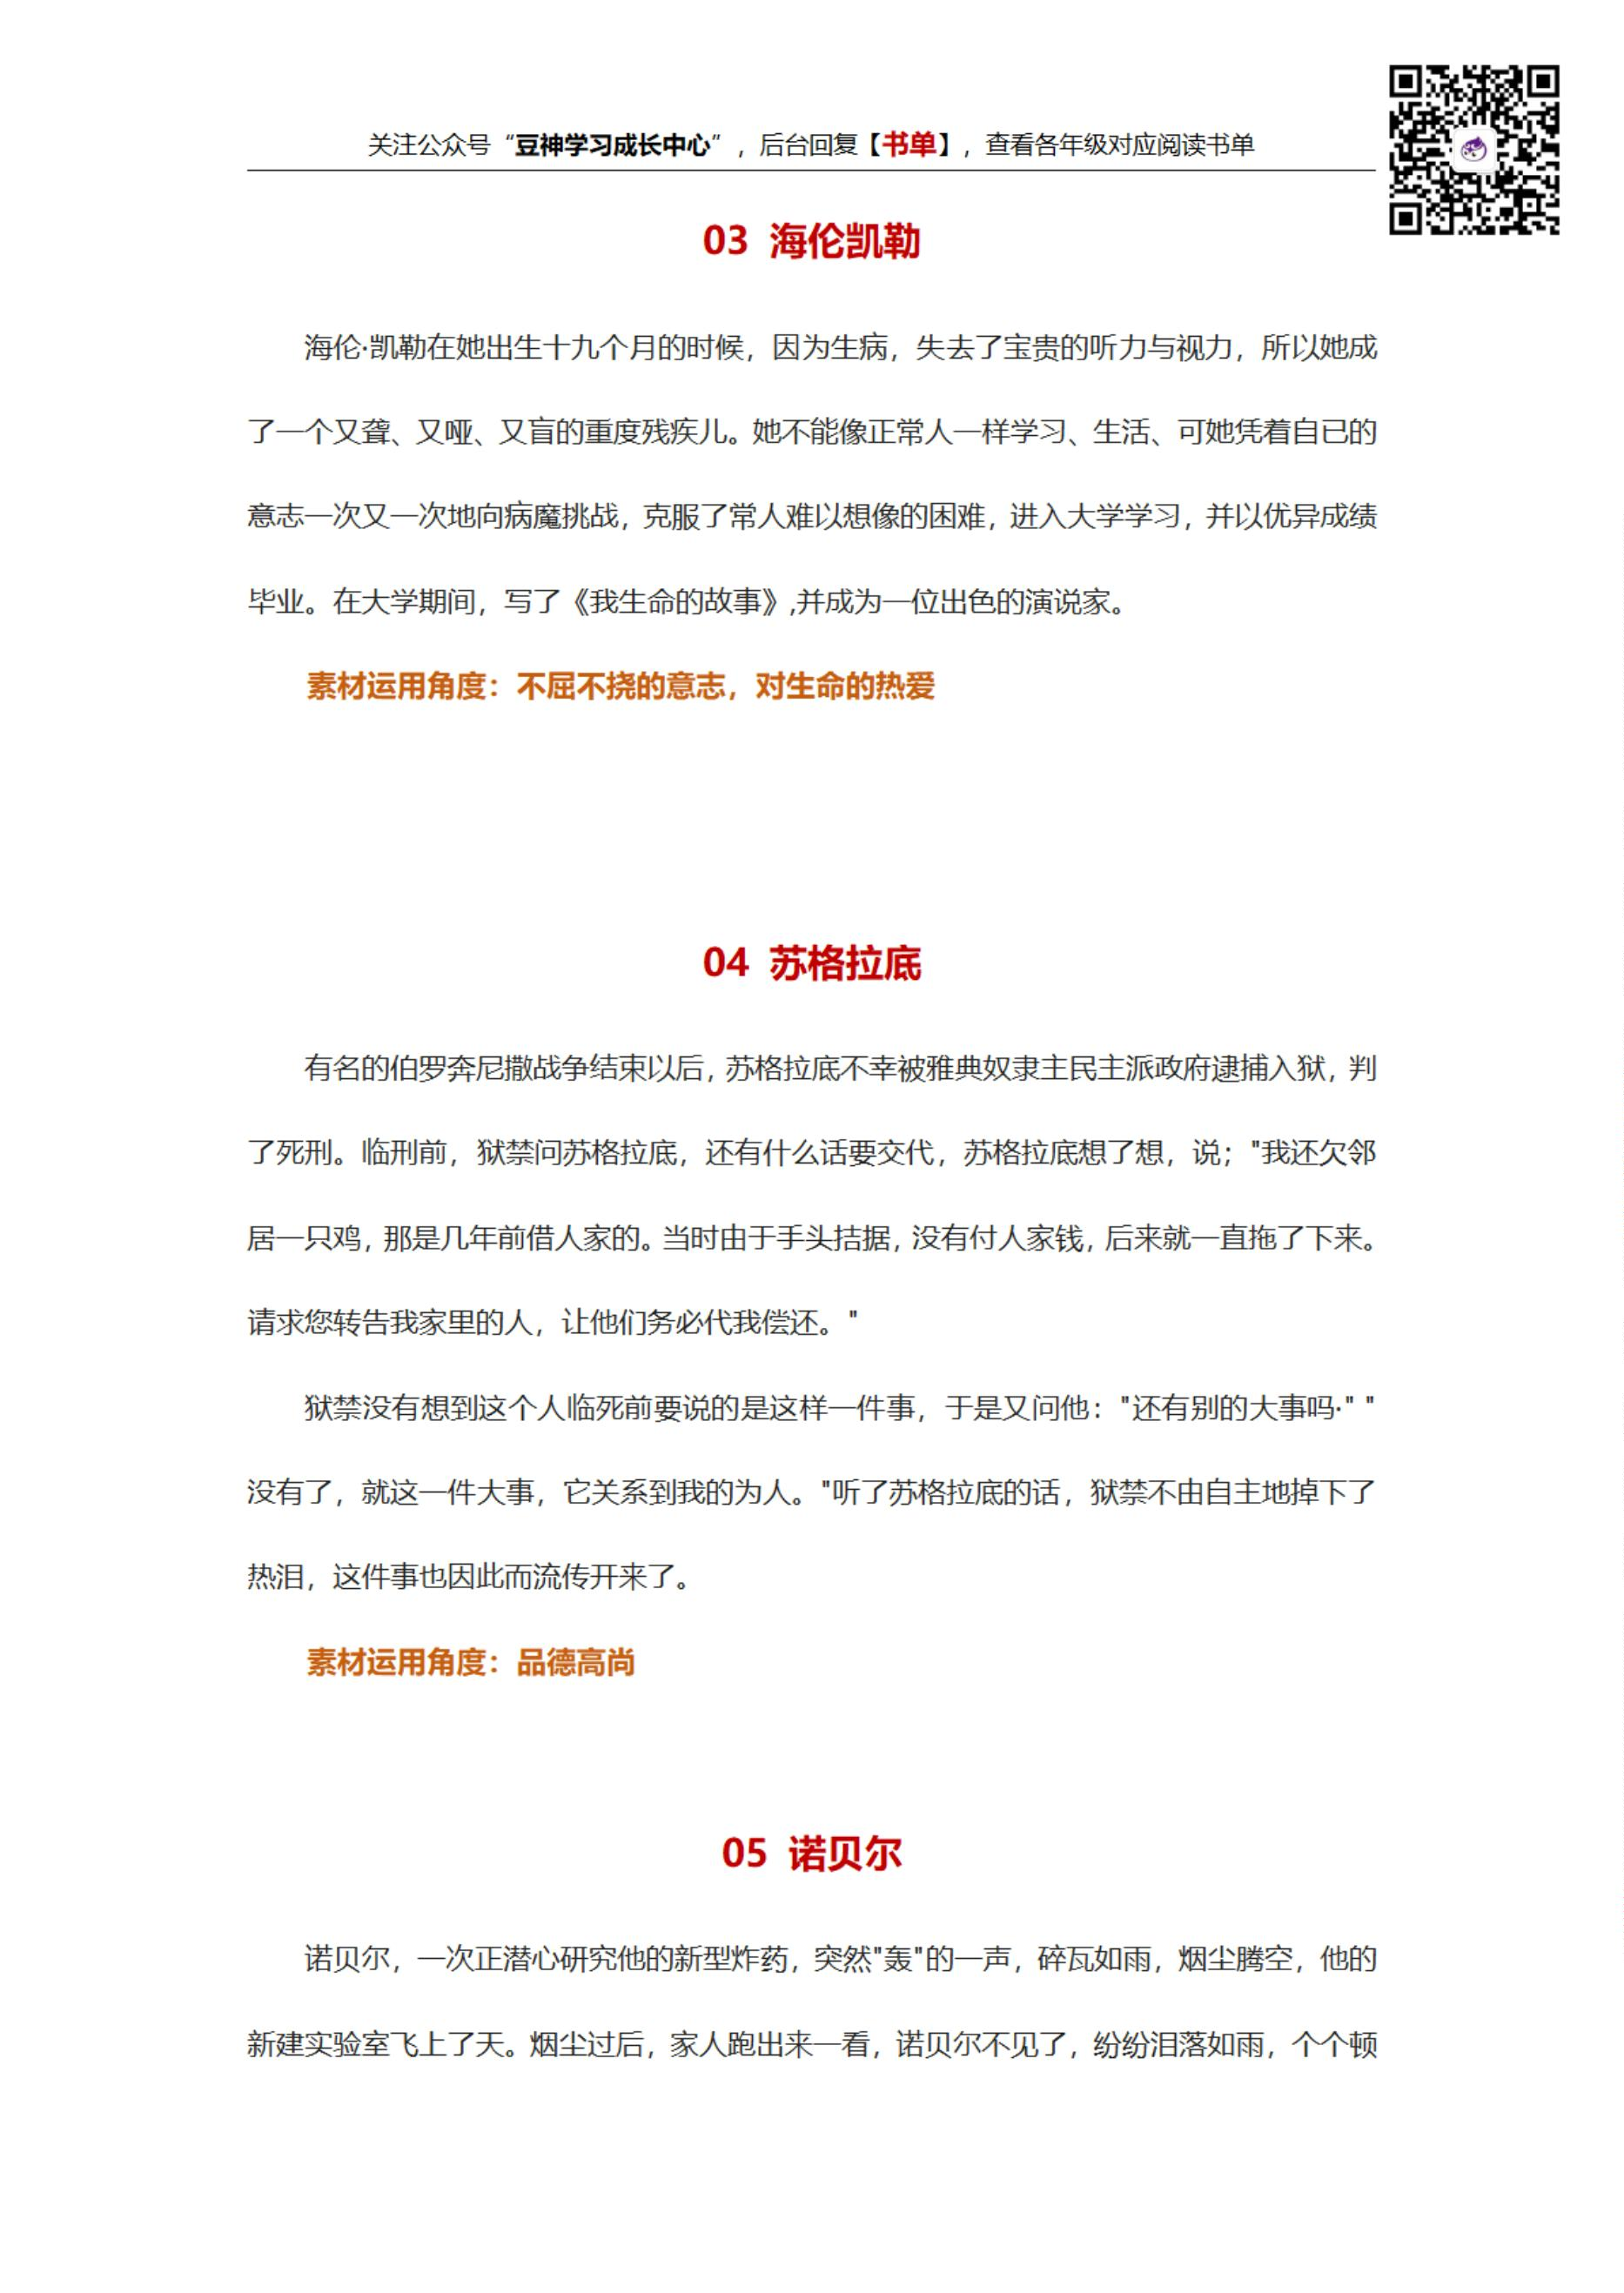 关注公众号“豆神学习成长中心”，后台回复【书单】，查看各年级对应阅读书单
03 海伦凯勒
海伦·凯勒在她出生十九个月的时候，因为生病，失去了宝贵的听力与视力，所以她成
了一个又聋、又哑、又盲的重度残疾儿。她不能像正常人一样学习、生活、可她凭着自已的
意志一次又一次地向病魔挑战，克服了常人难以想像的困难，进入大学学习，并以优异成绩
毕业。在大学期间，写了《我生命的故事》,并成为一位出色的演说家。
素材运用角度：不屈不挠的意志，对生命的热爱
04 苏格拉底
有名的伯罗奔尼撒战争结束以后，苏格拉底不幸被雅典奴隶主民主派政府逮捕入狱，判
了死刑。临刑前，狱禁问苏格拉底，还有什么话要交代，苏格拉底想了想，说；"我还欠邻
居一只鸡，那是几年前借人家的。当时由于手头拮据，没有付人家钱，后来就一直拖了下来。
请求您转告我家里的人，让他们务必代我偿还。"
狱禁没有想到这个人临死前要说的是这样一件事，于是又问他："还有别的大事吗·" "
没有了，就这一件大事，它关系到我的为人。"听了苏格拉底的话，狱禁不由自主地掉下了
热泪，这件事也因此而流传开来了。
素材运用角度：品德高尚
05 诺贝尔
诺贝尔，一次正潜心研究他的新型炸药，突然"轰"的一声，碎瓦如雨，烟尘腾空，他的
新建实验室飞上了天。烟尘过后，家人跑出来一看，诺贝尔不见了，纷纷泪落如雨，个个顿